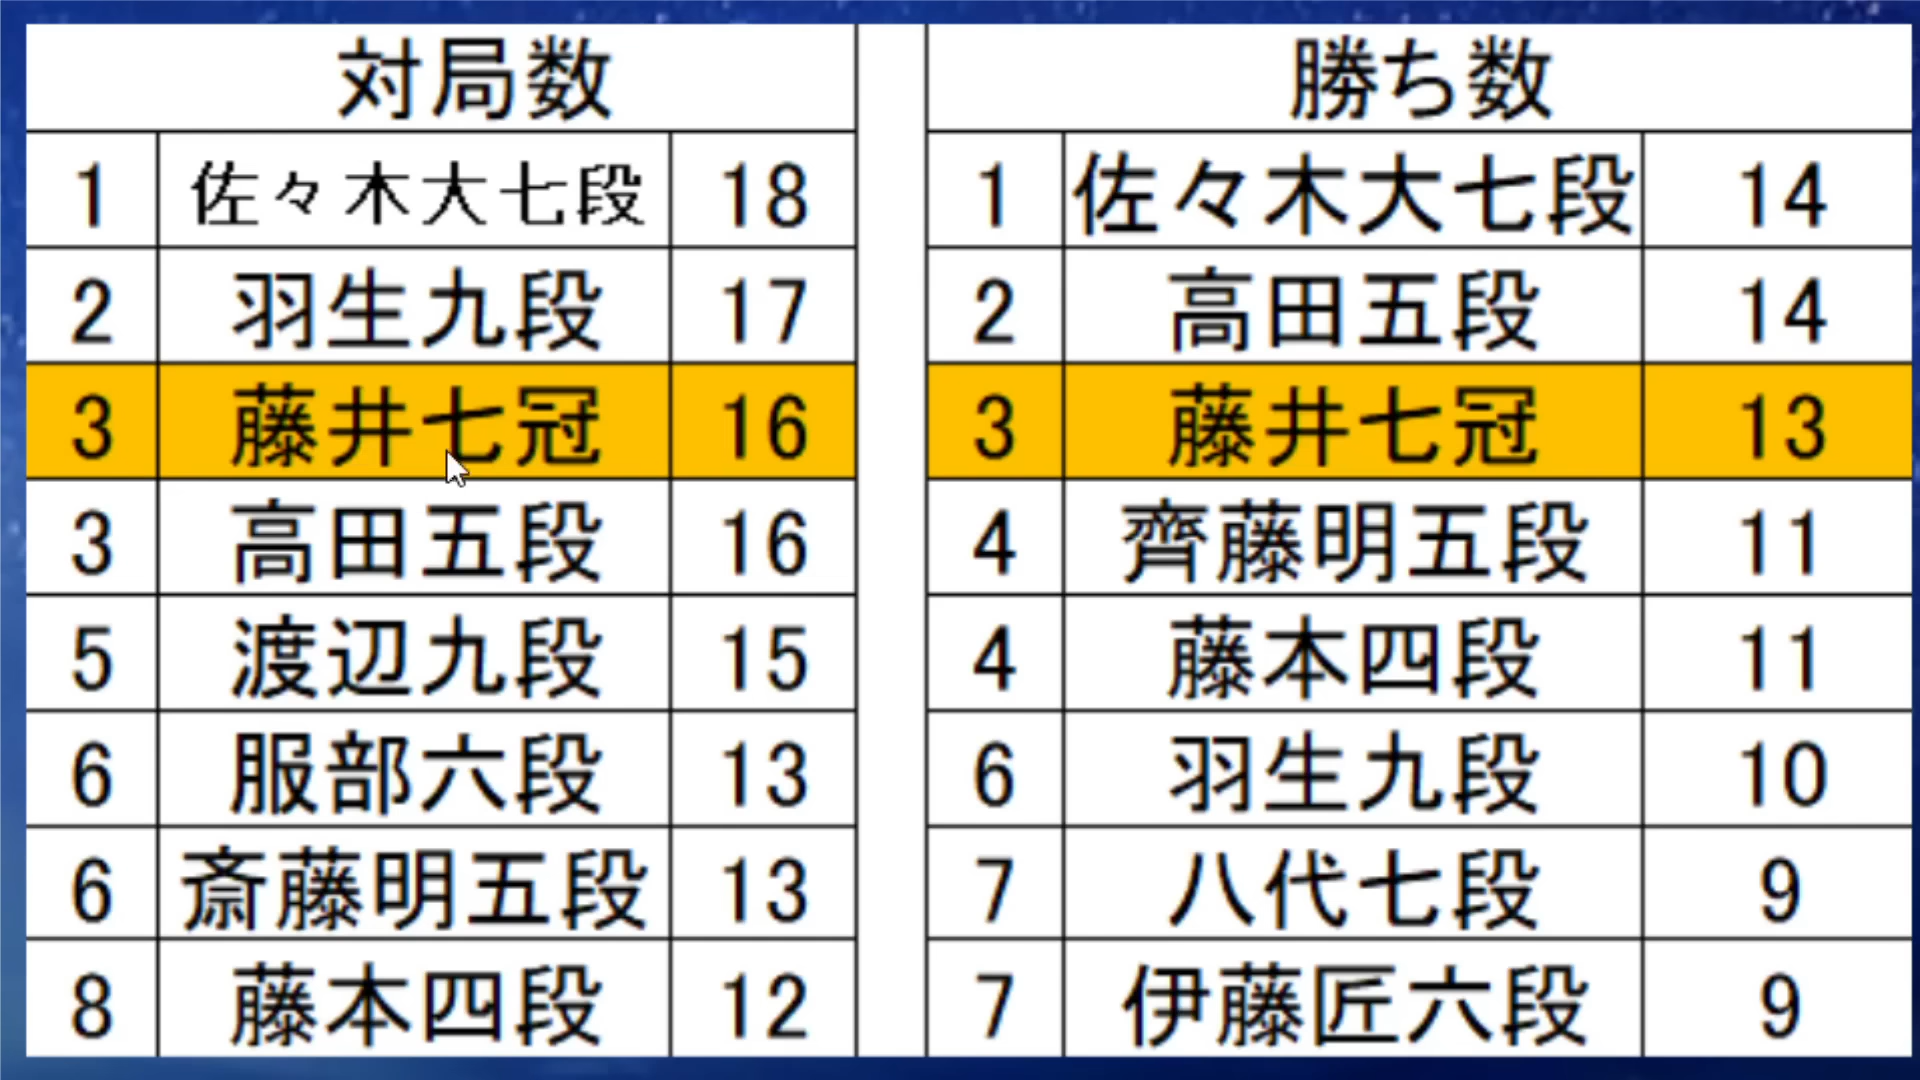 対局数
1 佐々木大七段 18
2 羽生九段 17
3 藤井七冠 16
3 高田五段 16
5 渡辺九段 15
6 服部六段 13
6 斎藤明五段 13
8 藤本四段 12
勝ち数
1 佐々木大七段 14
2 高田五段 14
3 藤井七冠 13
4 齊藤明五段 11
4 藤本四段 11
6 羽生九段 10
7 八代七段 9
7 伊藤匠六段 9